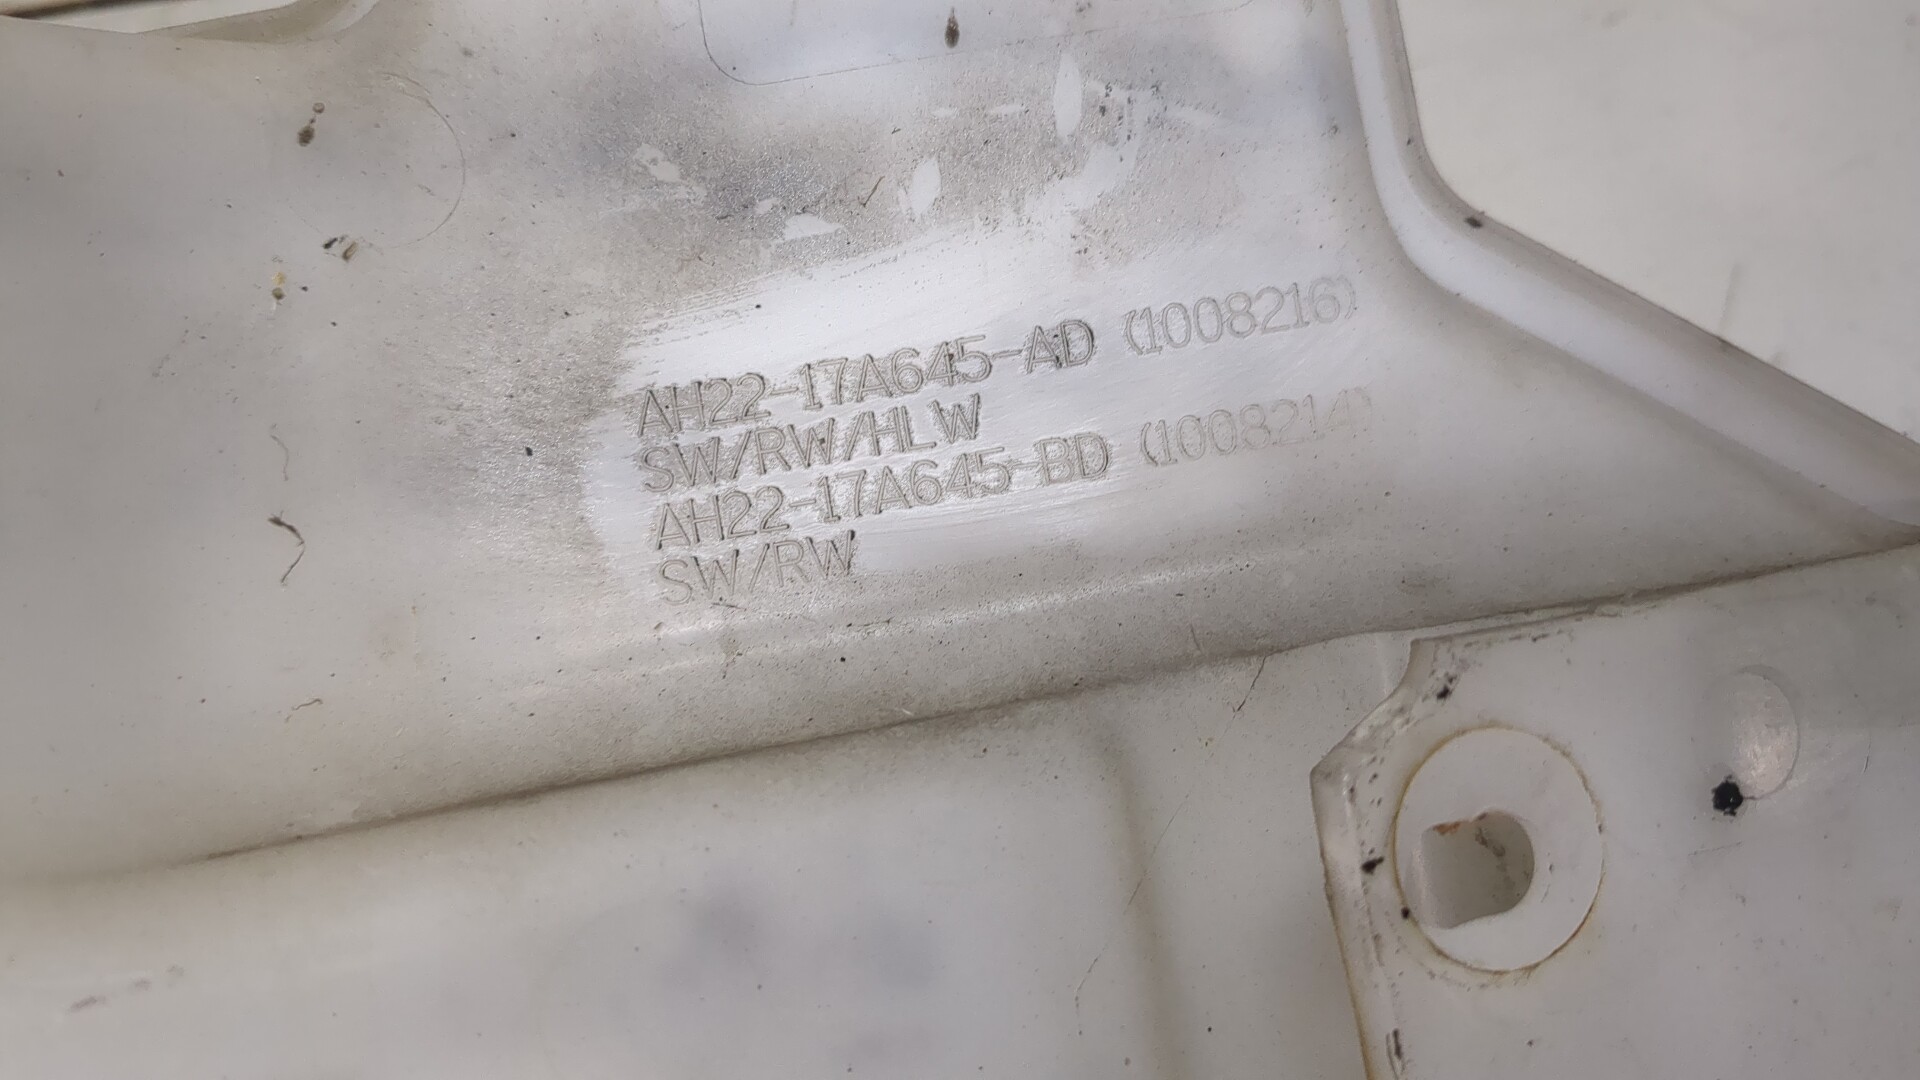 AH22-17A645-AD (1008216)
SW/RW/HLW
AH22-17A645-BD (1008214)
SW/RW